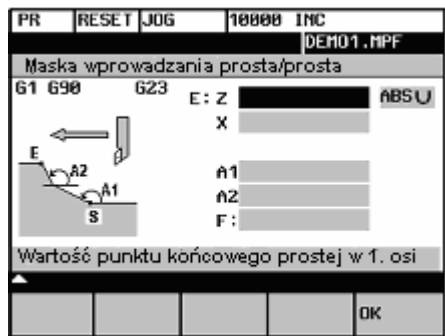 PR RESET JOG 10000 INC
DEMO1.MPF
Maska wprowadzania prosta/prosta
G1 G90 G23 E: Z ABS
X
E
A2 A1
A1
A2
S
F:
Wartość punktu końcowego prostej w 1. osi
OK